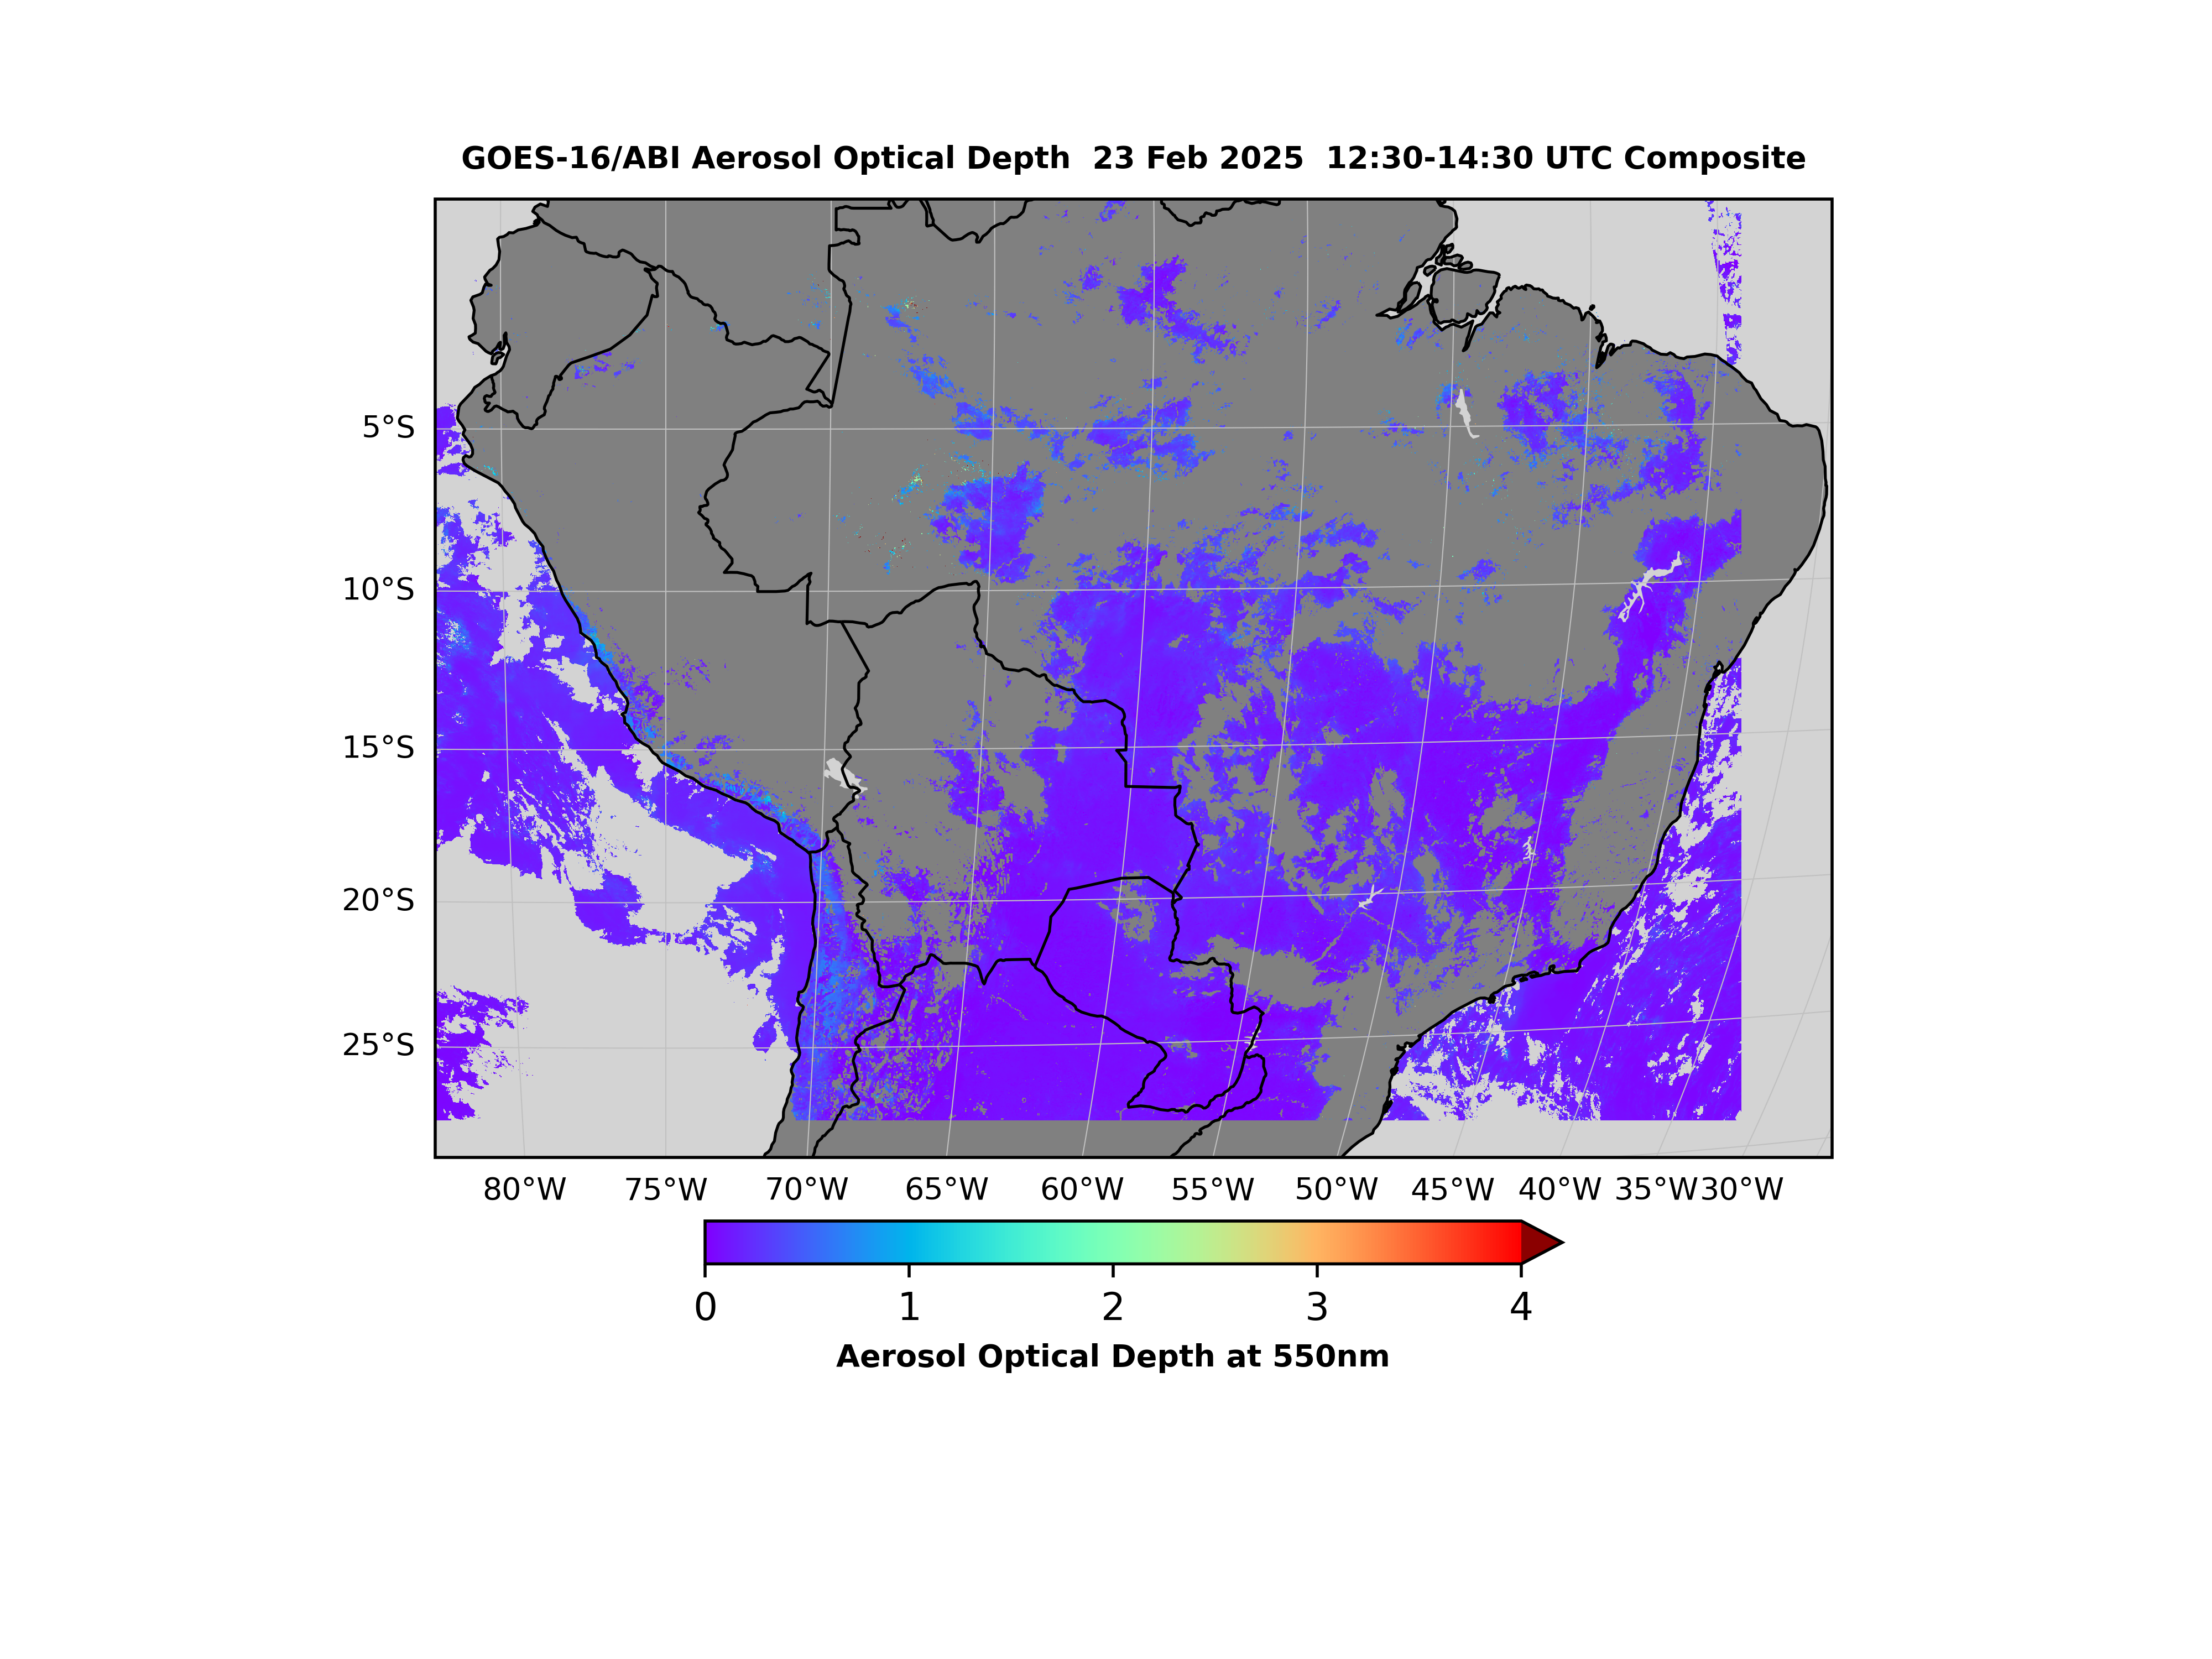 GOES-16/ABI Aerosol Optical Depth  23 Feb 2025  12:30-14:30 UTC Composite
5°S
10°S
15°S
20°S
25°S
80°W 75°W 70°W 65°W 60°W 55°W 50°W 45°W 40°W 35°W 30°W
0 1 2 3 4
Aerosol Optical Depth at 550nm